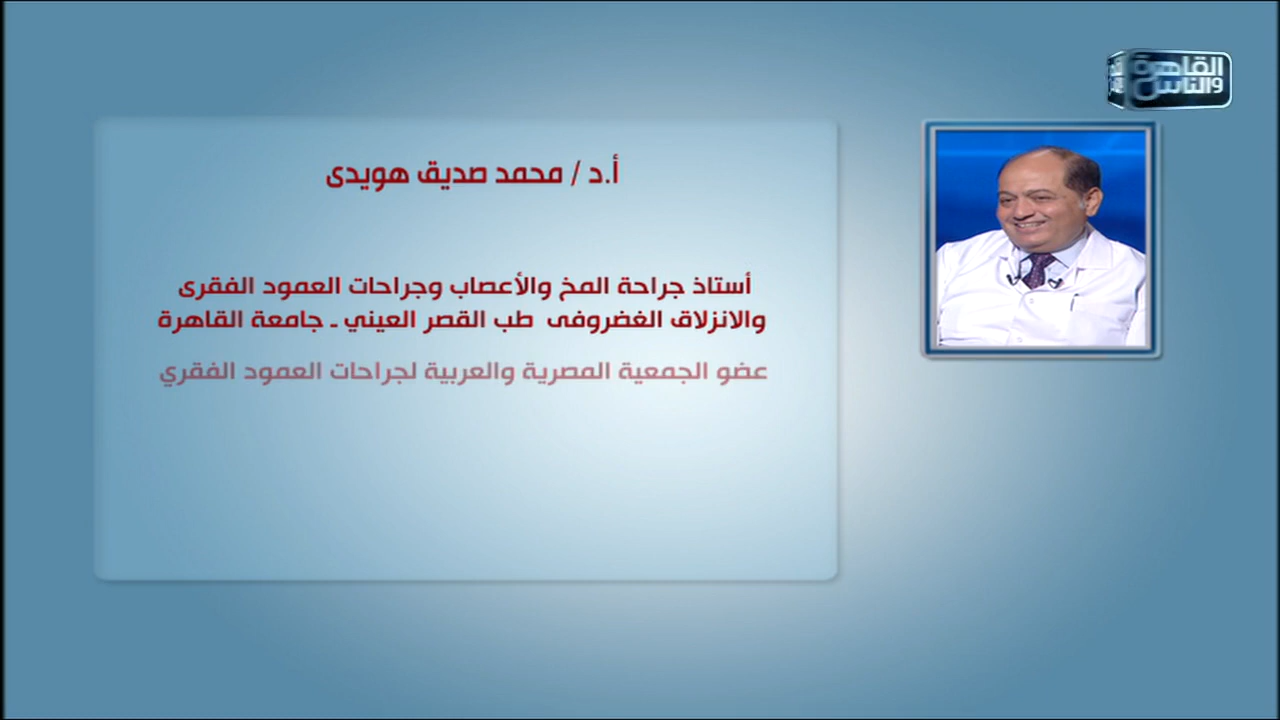 القاهرة
والناس
أ.د / محمد صديق هويدى
أستاذ جراحة المخ والأعصاب وجراحات العمود الفقرى
والانزلاق الغضروفى طب القصر العيني - جامعة القاهرة
عضو الجمعية المصرية والعربية لجراحات العمود الفقري